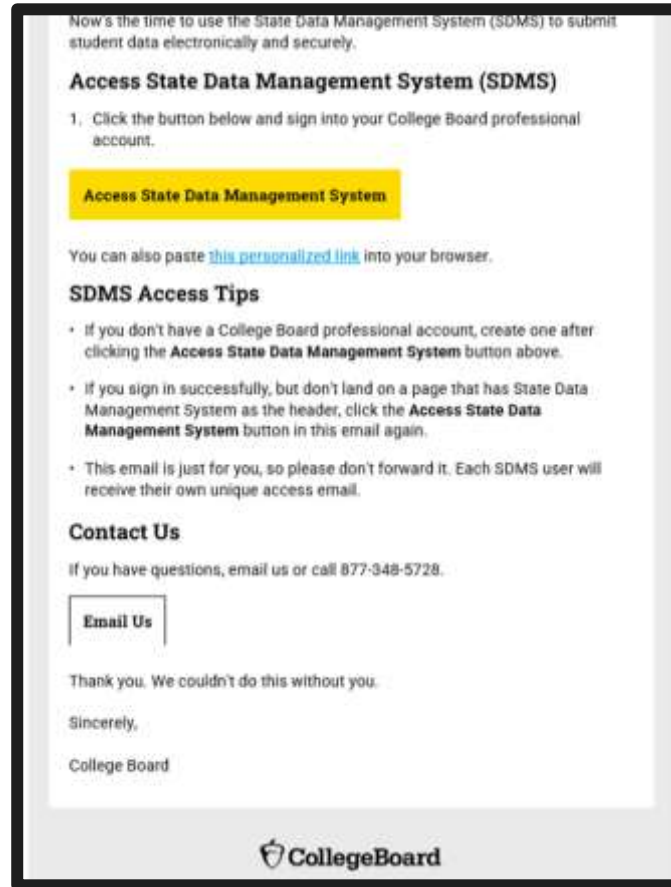 Now's the time to use the State Data Management System (SDMS) to submit
student data electronically and securely.
Access State Data Management System (SDMS)
1. Click the button below and sign into your College Board professional
account.
Access State Data Management System
You can also paste this personalized link into your browser.
SDMS Access Tips
• If you don't have a College Board professional account, create one after
clicking the Access State Data Management System button above.
• If you sign in successfully, but don't land on a page that has State Data
Management System as the header, click the Access State Data
Management System button in this email again.
• This email is just for you, so please don't forward it. Each SDMS user will
receive their own unique access email.
Contact Us
If you have questions, email us or call 877-348-5728.
Email Us
Thank you. We couldn't do this without you.
Sincerely,
College Board
CollegeBoard